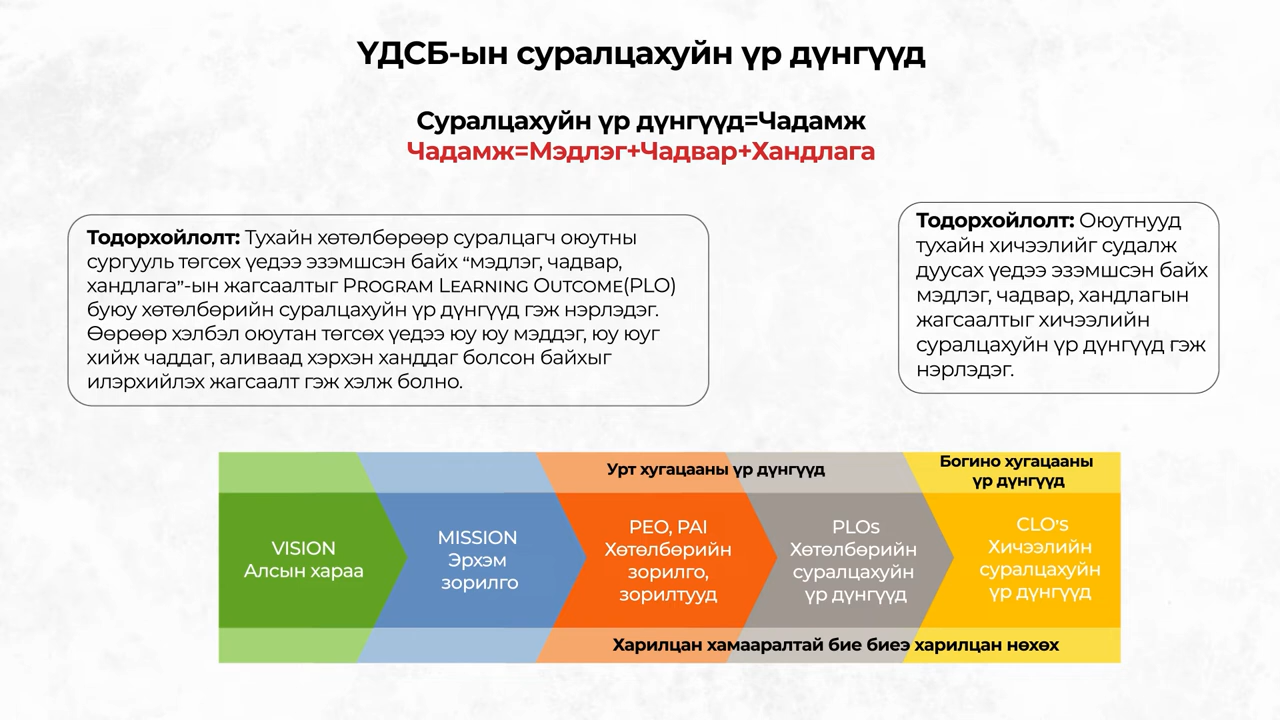 ҮДСБ-ын суралцахуйн үр дүнгүүд
Суралцахуйн үр дүнгүүд=Чадамж
Чадамж=Мэдлэг+Чадвар+Хандлага
Тодорхойлолт: Тухайн хөтөлбөрөөр суралцагч оюутны
сургууль төгсөх үедээ эзэмшсэн байх “мэдлэг, чадвар,
хандлага”-ын жагсаалтыг Program Learning Outcome(PLO)
буюу хөтөлбөрийн суралцахуйн үр дүнгүүд гэж нэрлэдэг.
Өөрөөр хэлбэл оюутан төгсөх үедээ юу юу мэддэг, юу юуг
хийж чаддаг, аливаад хэрхэн ханддаг болсон байхыг
илэрхийлэх жагсаалт гэж хэлж болно.
Тодорхойлолт: Оюутнууд
тухайн хичээлийг судалж
дуусах үедээ эзэмшсэн байх
мэдлэг, чадвар, хандлагын
жагсаалтыг хичээлийн
суралцахуйн үр дүнгүүд гэж
нэрлэдэг.
Урт хугацааны үр дүнгүүд
Богино хугацааны
үр дүнгүүд
VISION
Алсын хараа
MISSION
Эрхэм
зорилго
PEO, PAI
Хөтөлбөрийн
зорилго,
зорилтууд
PLOs
Хөтөлбөрийн
суралцахуйн
үр дүнгүүд
CLO's
Хичээлийн
суралцахуйн
үр дүнгүүд
Харилцан хамааралтай бие биеэ харилцан нөхөх